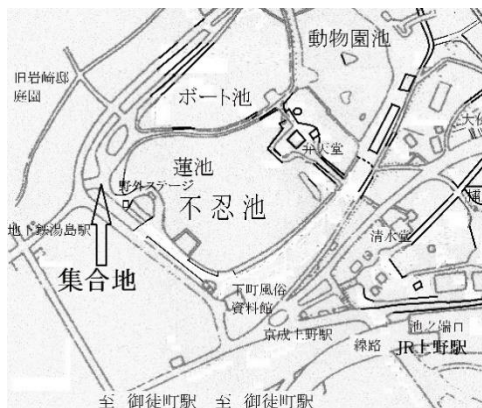 動物園池
旧岩崎邸
庭園
ボート池
弁天堂
蓮池
野外ステージ
不忍池
地下鉄湯島駅
清水堂
集合地
下町風俗
資料館
池之端口
京成上野駅
線路
JR上野駅
至 御徒町駅
至 御徒町駅